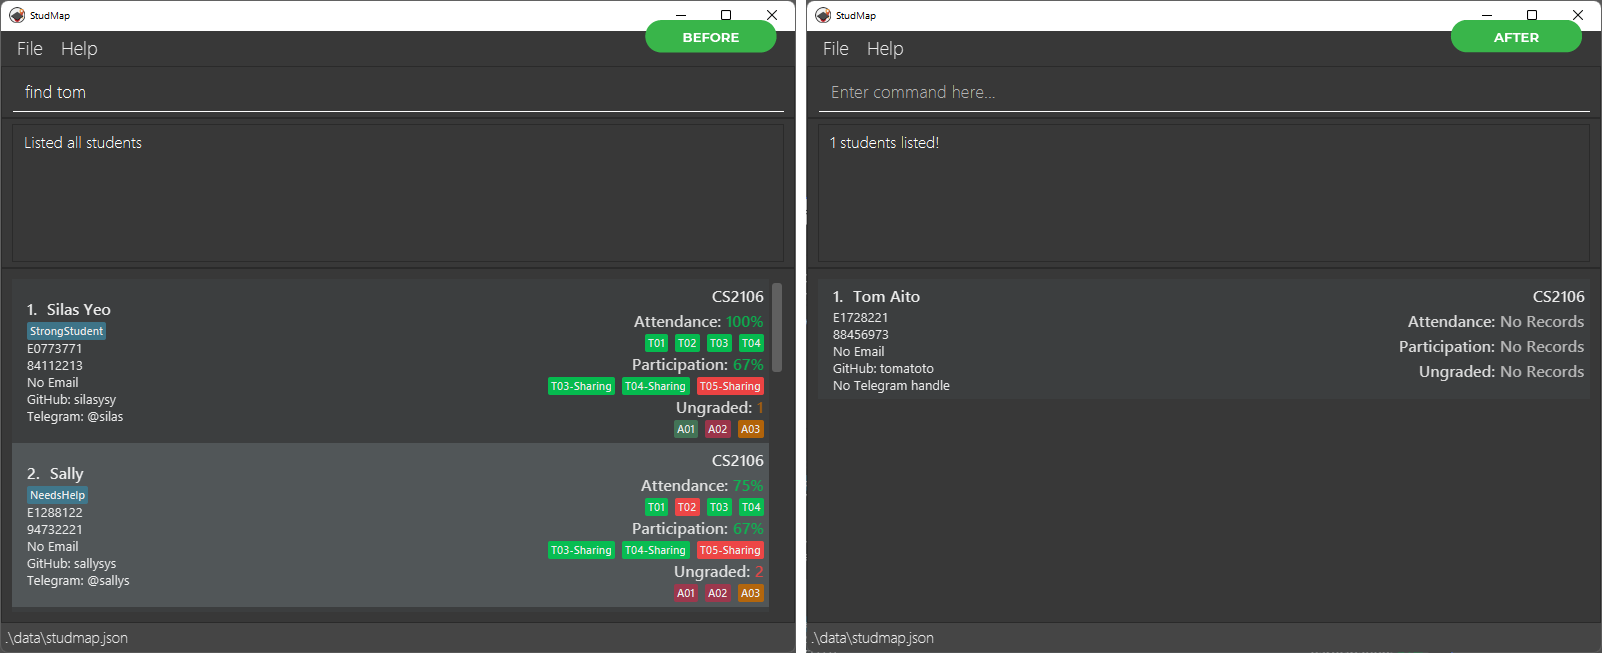 StudMap
BEFORE
File Help
find tom
Listed all students
1. Silas Yeo
StrongStudent
E0773771
84112213
No Email
GitHub: silasysy
Telegram: @silas
CS2106
Attendance: 100%
T01 T02 T03 T04
Participation: 67%
T03-Sharing T04-Sharing T05-Sharing
Ungraded: 1
A01 A02 A03
2. Sally
NeedsHelp
E1288122
94732221
No Email
GitHub: sallysys
Telegram: @sallys
CS2106
Attendance: 75%
T01 T02 T03 T04
Participation: 67%
T03-Sharing T04-Sharing T05-Sharing
Ungraded: 2
A01 A02 A03
.\data\studmap.json
StudMap
AFTER
File Help
Enter command here...
1 students listed!
1. Tom Aito
E1728221
88456973
No Email
GitHub: tomatoto
No Telegram handle
CS2106
Attendance: No Records
Participation: No Records
Ungraded: No Records
.\data\studmap.json